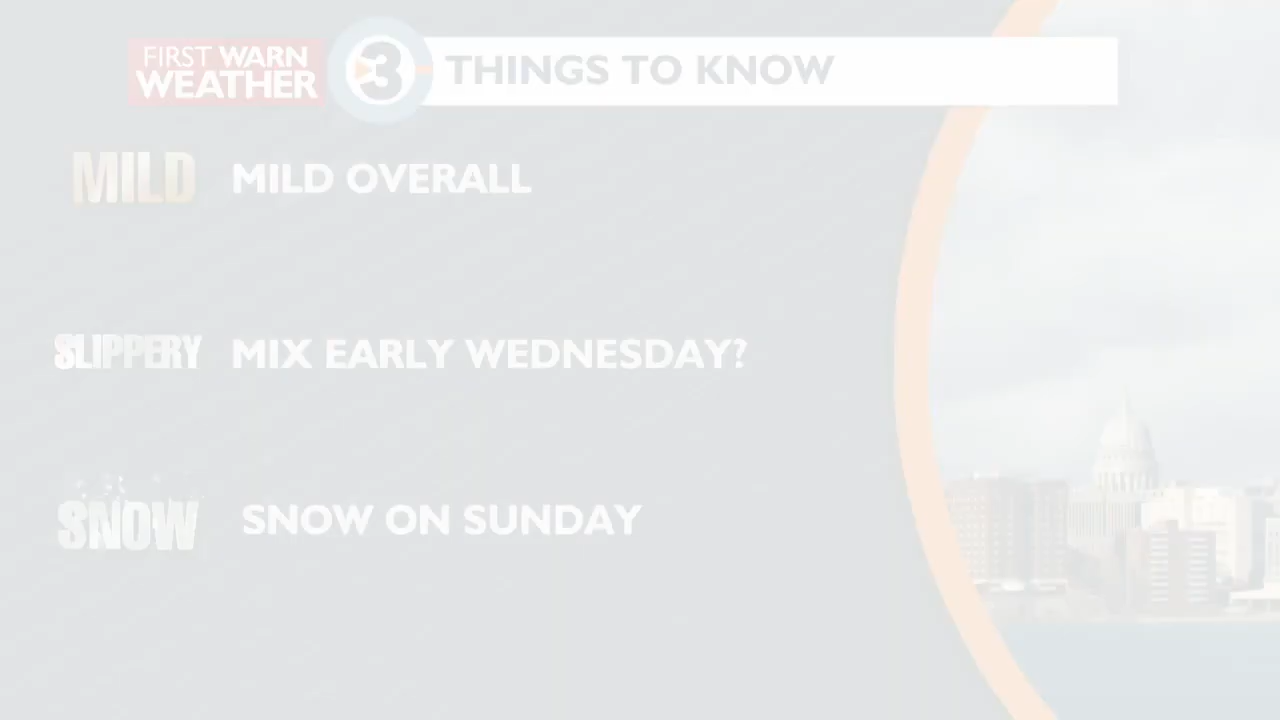 FIRST WARN
WEATHER
3 THINGS TO KNOW
MILD MILD OVERALL
SLIPPERY MIX EARLY WEDNESDAY?
SNOW SNOW ON SUNDAY